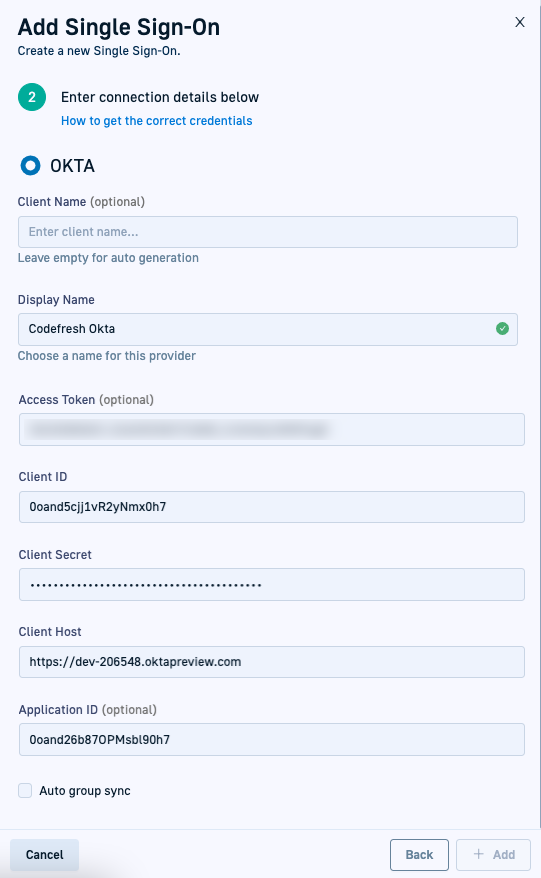 Add Single Sign-On
X
Create a new Single Sign-On.
2
Enter connection details below
How to get the correct credentials
OKTA
Client Name (optional)
Enter client name...
Leave empty for auto generation
Display Name
Codefresh Okta
Choose a name for this provider
Access Token (optional)
Client ID
0oand5cjj1vR2yNmx0h7
Client Secret
Client Host
https://dev-206548.oktapreview.com
Application ID (optional)
0oand26b87OPMsbl90h7
Auto group sync
Cancel
Back
+ Add